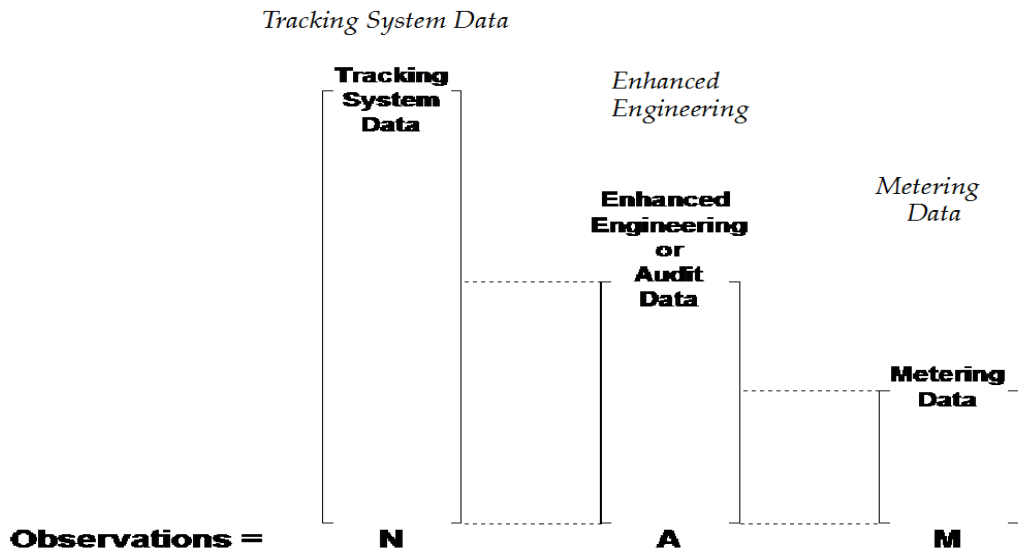 Tracking System Data
Tracking
System
Data
Enhanced
Engineering
Enhanced
Engineering
or
Audit
Data
Metering
Data
Metering
Data
Observations = N A M